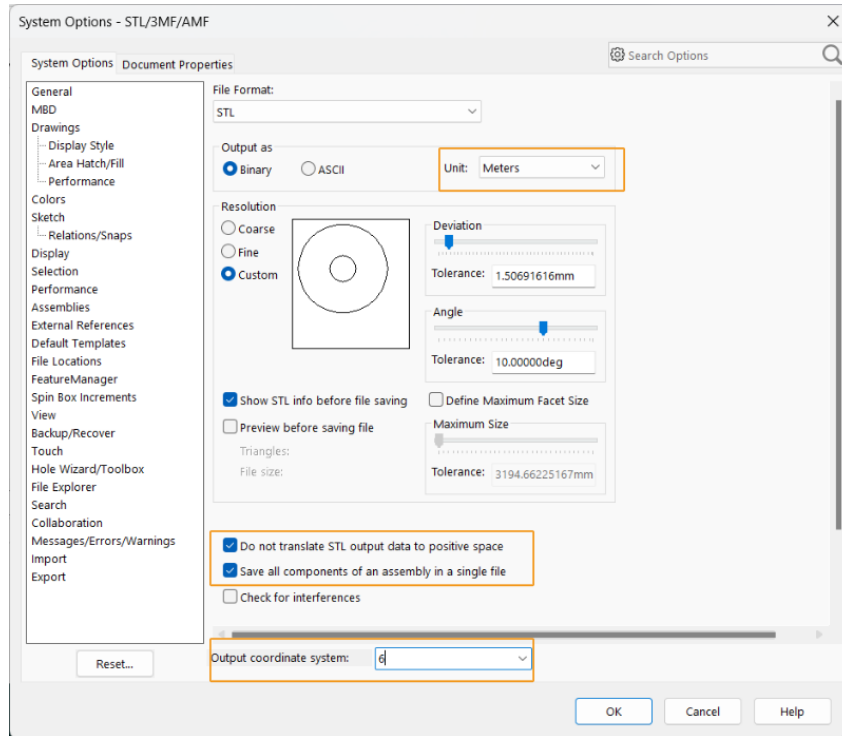 System Options - STL/3MF/AMF
Search Options
System Options Document Properties
General
MBD
Drawings
Display Style
Area Hatch/Fill
Performance
Colors
Sketch
Relations/Snaps
Display
Selection
Performance
Assemblies
External References
Default Templates
File Locations
FeatureManager
Spin Box Increments
View
Backup/Recover
Touch
Hole Wizard/Toolbox
File Explorer
Search
Collaboration
Messages/Errors/Warnings
Import
Export
Reset...
File Format:
STL
Output as
Binary ASCII
Unit: Meters
Resolution
Coarse
Fine
Custom
Deviation
Tolerance: 1.50691616mm
Angle
Tolerance: 10.00000deg
Show STL info before file saving
Define Maximum Facet Size
Preview before saving file
Triangles:
File size:
Maximum Size
Tolerance: 3194.66225167mm
Do not translate STL output data to positive space
Save all components of an assembly in a single file
Check for interferences
Output coordinate system: 6
OK Cancel Help